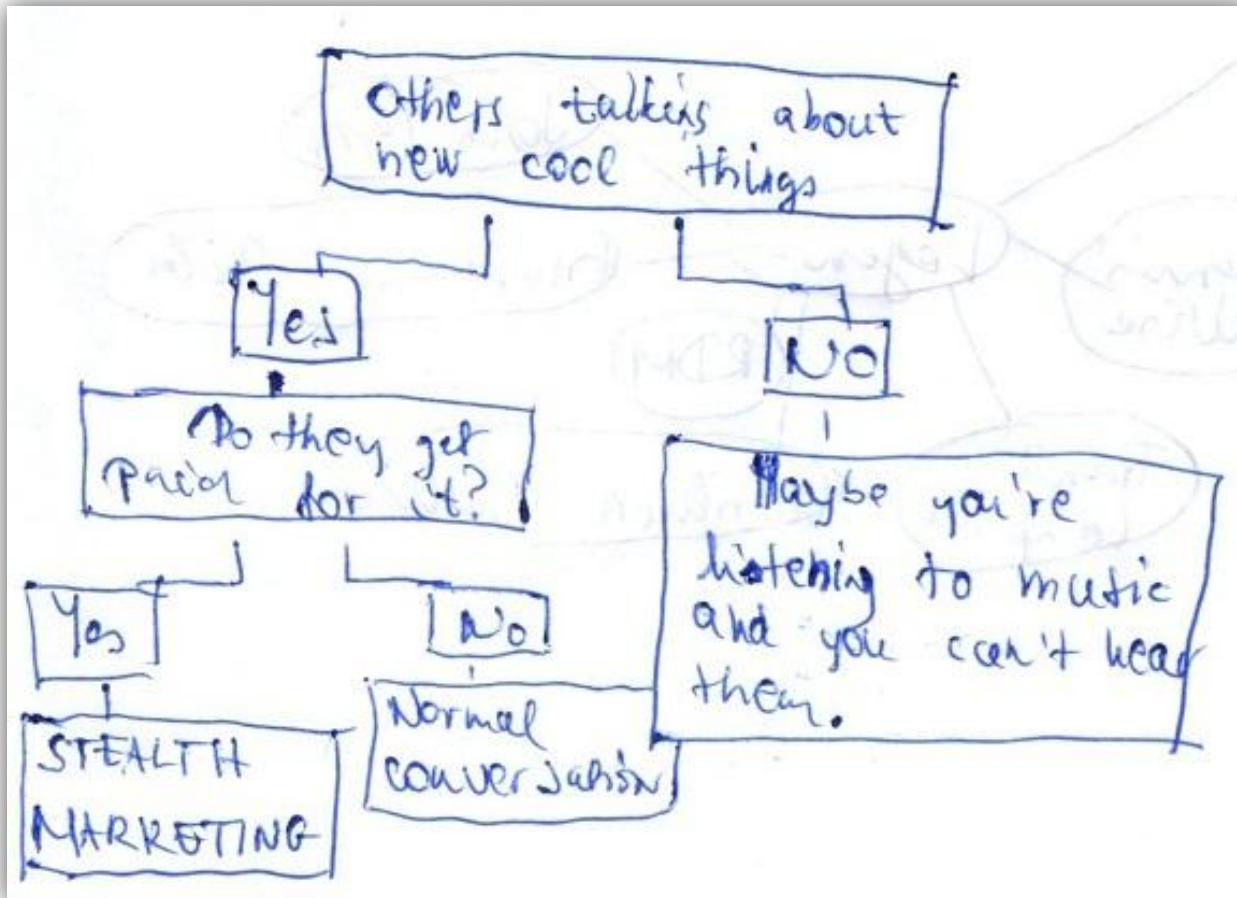 Others talking about
new cool things
Yes
No
Do they get
paid for it?
Maybe you're
listening to music
and you can't hear
them.
Yes
No
STEALTH
MARKETING
Normal
conversation